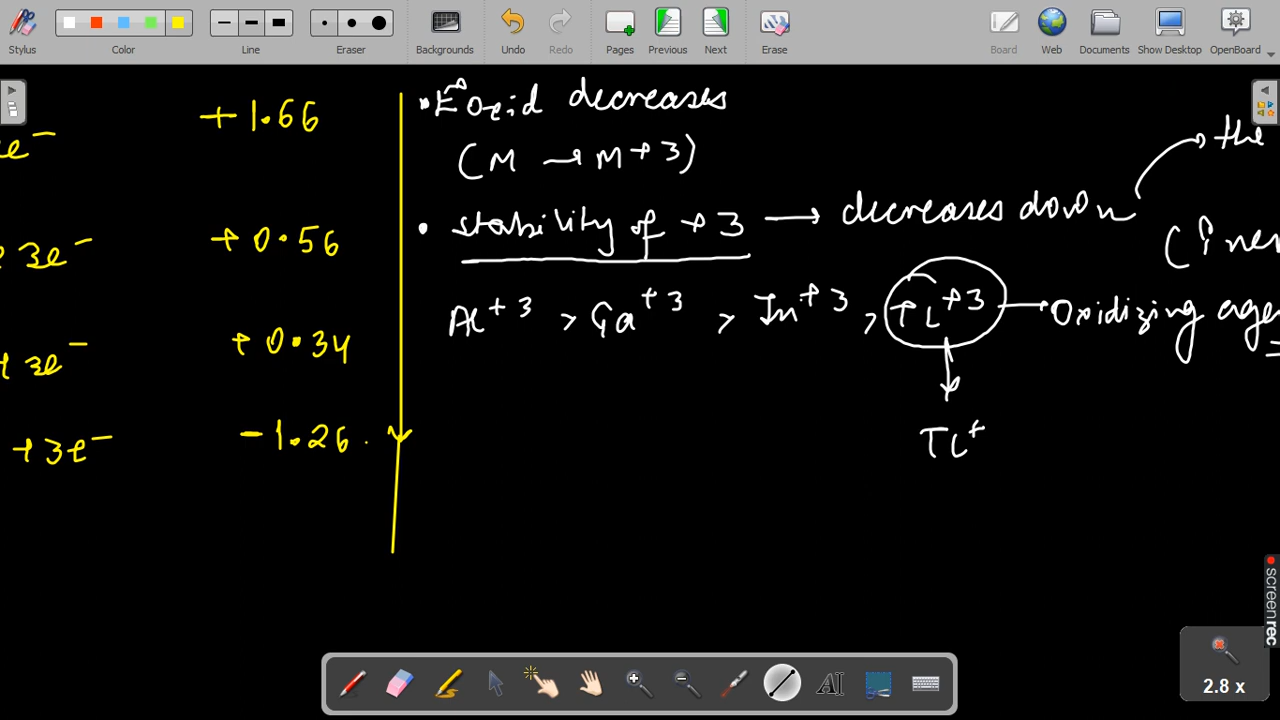 Stylus
Color
Line
Eraser
Backgrounds
Undo
Redo
Pages
Previous
Next
Erase
Board
Web
Documents
Show Desktop
OpenBoard
e⁻ +1.66
3e⁻ +0.56
+ 3e⁻ +0.34
+3e⁻ -1.26
• E°oxid decreases
(M → M+3)
• stability of +3 → decreases down → the
(iner
Al+3 > Ga+3 > In+3 > Tl+3 → Oxidizing age
Tl+
screenrec
2.8 x